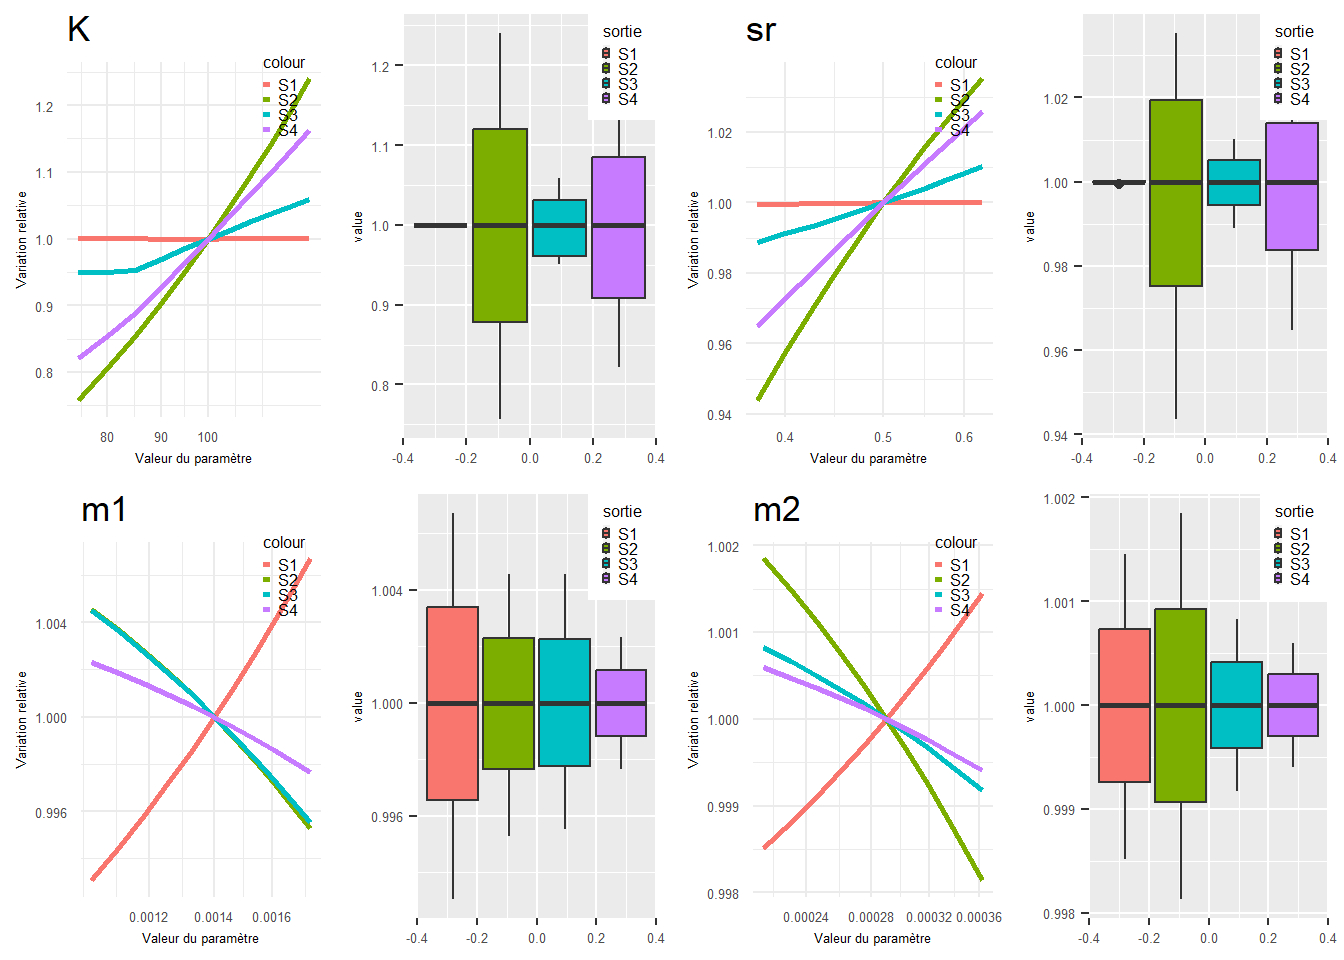 K
colour
S1
S2
S3
S4
Variation relative
1.2
1.1
1.0
0.9
0.8
80 90 100
Valeur du paramètre
sortie
S1
S2
S3
S4
value
1.2
1.1
1.0
0.9
0.8
-0.4 -0.2 0.0 0.2 0.4
sr
colour
S1
S2
S3
S4
Variation relative
1.02
1.00
0.98
0.96
0.94
0.4 0.5 0.6
Valeur du paramètre
sortie
S1
S2
S3
S4
value
1.02
1.00
0.98
0.96
0.94
-0.4 -0.2 0.0 0.2 0.4
m1
colour
S1
S2
S3
S4
Variation relative
1.004
1.000
0.996
0.0012 0.0014 0.0016
Valeur du paramètre
sortie
S1
S2
S3
S4
value
1.004
1.000
0.996
-0.4 -0.2 0.0 0.2 0.4
m2
colour
S1
S2
S3
S4
Variation relative
1.002
1.001
1.000
0.999
0.998
0.00024 0.00028 0.00032 0.00036
Valeur du paramètre
sortie
S1
S2
S3
S4
value
1.002
1.001
1.000
0.999
0.998
-0.4 -0.2 0.0 0.2 0.4